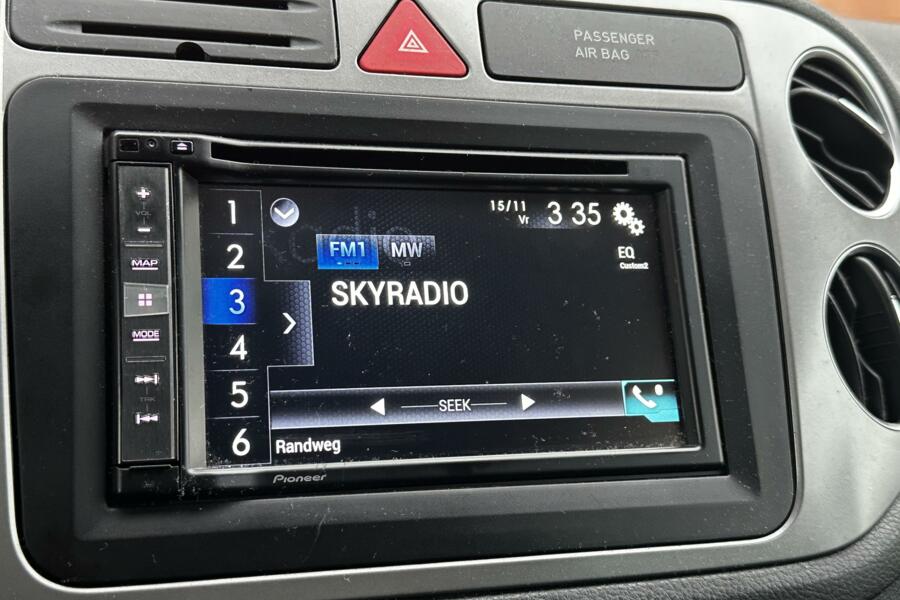 PASSENGER
AIR BAG
VOL
MAP
MODE
TRK
1
2
3
4
5
6
15/11
Vr
3 35
FM1
MW
EQ
Custom2
SKYRADIO
SEEK
Randweg
Pioneer